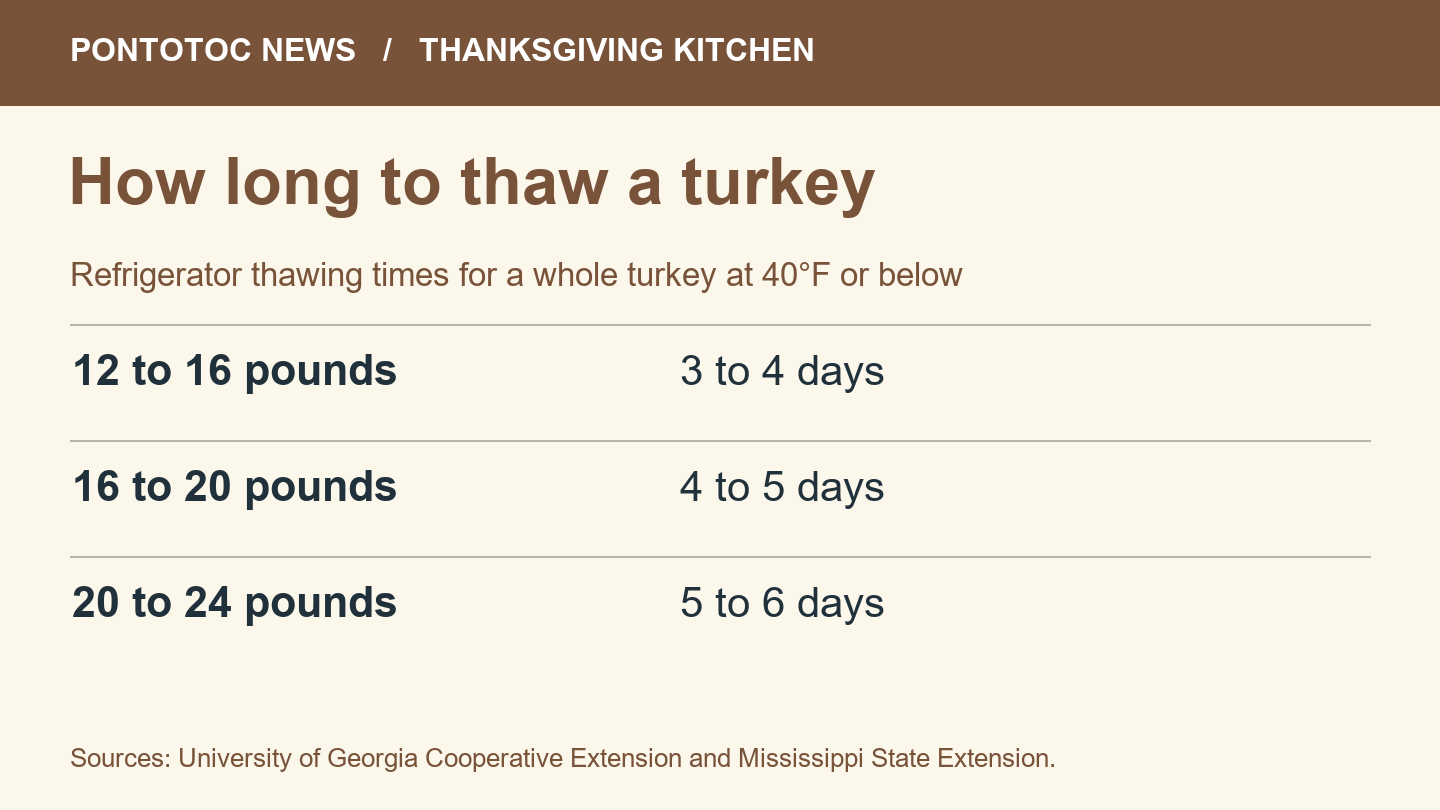 PONTOTOC NEWS / THANKSGIVING KITCHEN
How long to thaw a turkey
Refrigerator thawing times for a whole turkey at 40°F or below
12 to 16 pounds 3 to 4 days
16 to 20 pounds 4 to 5 days
20 to 24 pounds 5 to 6 days
Sources: University of Georgia Cooperative Extension and Mississippi State Extension.